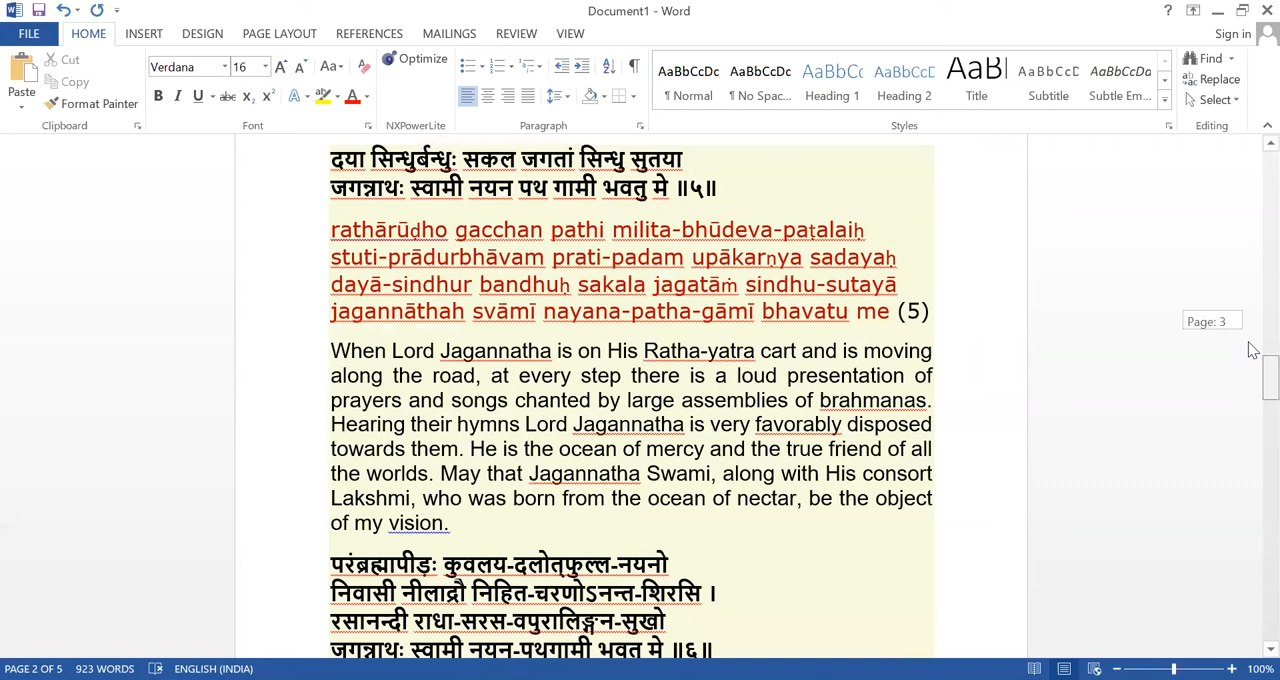 Document1 - Word
FILE HOME INSERT DESIGN PAGE LAYOUT REFERENCES MAILINGS REVIEW VIEW Sign in
Paste Cut Copy Format Painter Clipboard
Verdana 16 Aa Font
Optimize NXPowerLite
Paragraph
AaBbCcDc AaBbCcDc AaBbCc AaBbCcC AaB AaBbCcD AaBbCcDa
¶ Normal ¶ No Spac... Heading 1 Heading 2 Title Subtitle Subtle Em...
Styles
Find Replace Select Editing
दया सिन्धुर्बन्धुः सकल जगतां सिन्धु सुतया
जगन्नाथः स्वामी नयन पथ गामी भवतु मे ॥५॥
rathārūḍho gacchan pathi milita-bhūdeva-paṭalaiḥ
stuti-prādurbhāvam prati-padam upākarṇya sadayaḥ
dayā-sindhur bandhuḥ sakala jagatāṁ sindhu-sutayā
jagannāthah svāmī nayana-patha-gāmī bhavatu me (5)
Page: 3
When Lord Jagannatha is on His Ratha-yatra cart and is moving
along the road, at every step there is a loud presentation of
prayers and songs chanted by large assemblies of brahmanas.
Hearing their hymns Lord Jagannatha is very favorably disposed
towards them. He is the ocean of mercy and the true friend of all
the worlds. May that Jagannatha Swami, along with His consort
Lakshmi, who was born from the ocean of nectar, be the object
of my vision.
परंब्रह्मापीड़ः कुवलय-दलोत्फुल्ल-नयनो
निवासी नीलाद्रौ निहित-चरणोऽनन्त-शिरसि ।
रसानन्दी राधा-सरस-वपुरालिङ्गन-सुखो
जगन्नाथः स्वामी नयन-पथगामी भवतु मे ॥६॥
PAGE 2 OF 5 923 WORDS ENGLISH (INDIA) 100%